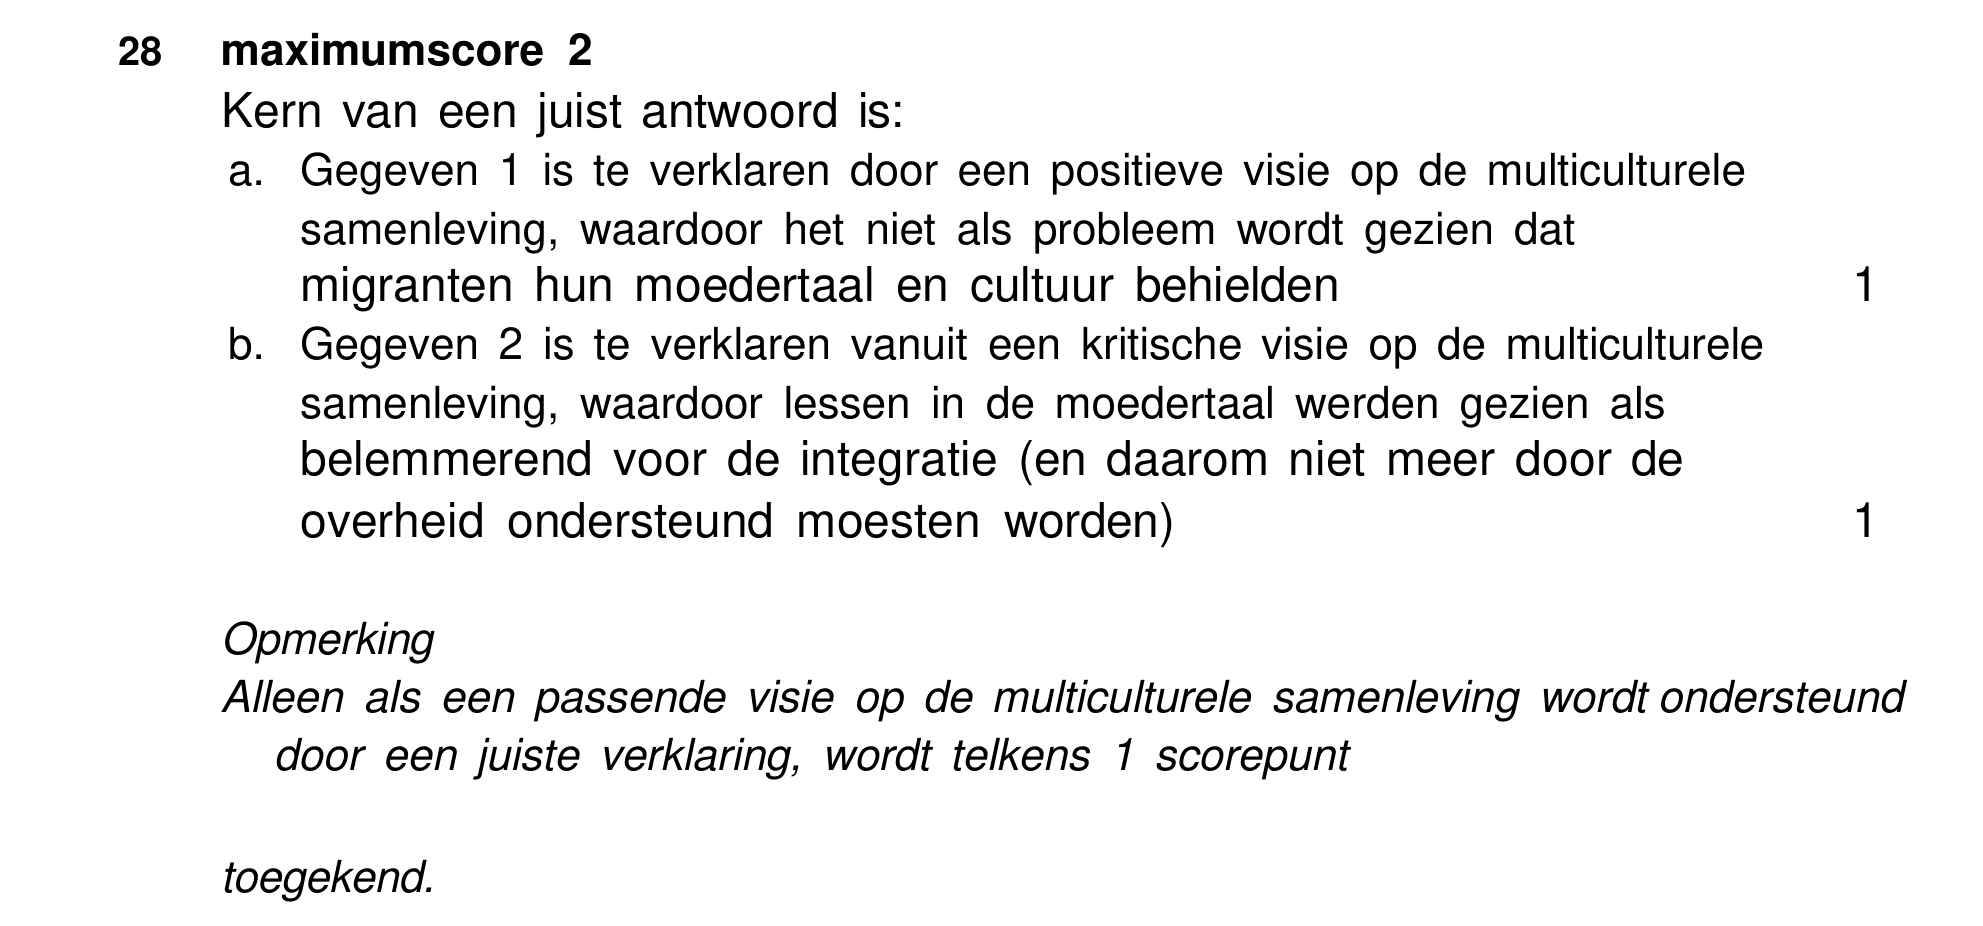 28 maximumscore 2
Kern van een juist antwoord is:
a. Gegeven 1 is te verklaren door een positieve visie op de multiculturele
samenleving, waardoor het niet als probleem wordt gezien dat
migranten hun moedertaal en cultuur behielden 1
b. Gegeven 2 is te verklaren vanuit een kritische visie op de multiculturele
samenleving, waardoor lessen in de moedertaal werden gezien als
belemmerend voor de integratie (en daarom niet meer door de
overheid ondersteund moesten worden) 1
Opmerking
Alleen als een passende visie op de multiculturele samenleving wordt ondersteund
door een juiste verklaring, wordt telkens 1 scorepunt
toegekend.